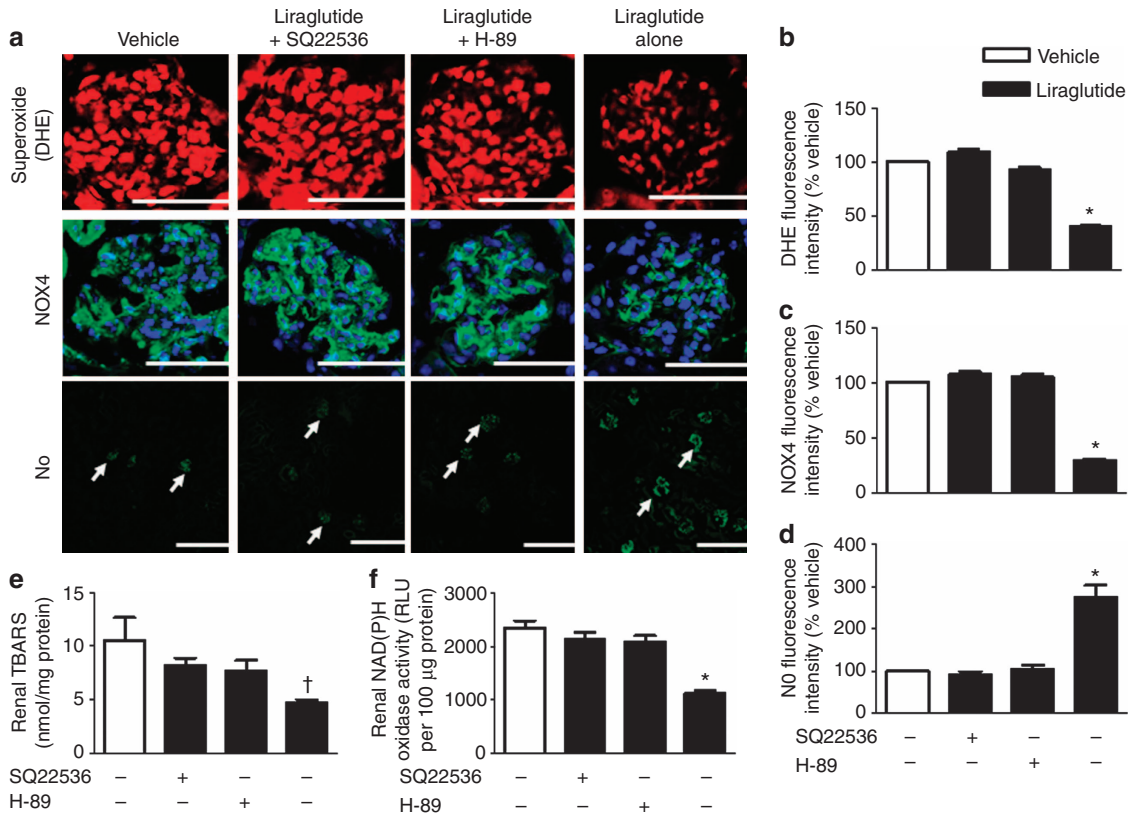 a
Vehicle
Liraglutide
+ SQ22536
Liraglutide
+ H-89
Liraglutide
alone
Superoxide
(DHE)
NOX4
No
b
Vehicle
Liraglutide
DHE fluorescence
intensity (% vehicle)
150
100
50
0
*
c
NOX4 fluorescence
intensity (% vehicle)
150
100
50
0
*
d
N0 fluorescence
intensity (% vehicle)
400
300
200
100
0
*
SQ22536 – + – –
H-89 – – + –
e
Renal TBARS
(nmol/mg protein)
15
10
5
0
†
SQ22536 – + – –
H-89 – – + –
f
Renal NAD(P)H
oxidase activity (RLU
per 100 µg protein)
3000
2000
1000
0
*
SQ22536 – + – –
H-89 – – + –